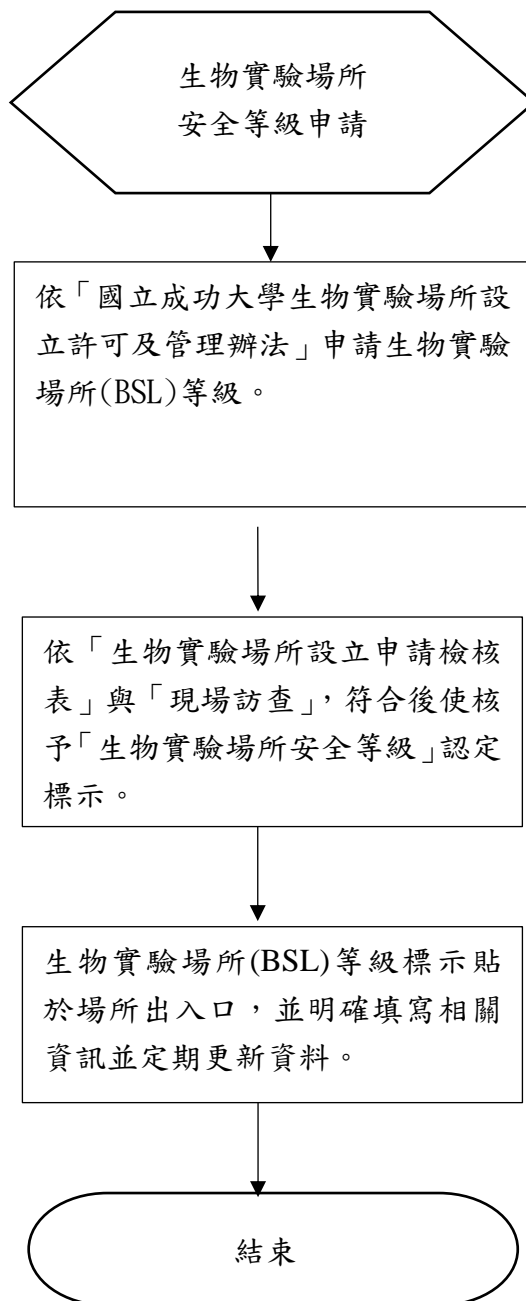 生物實驗場所
安全等級申請
依「國立成功大學生物實驗場所設
立許可及管理辦法」申請生物實驗
場所(BSL)等級。
依「生物實驗場所設立申請檢核
表」與「現場訪查」，符合後使核
予「生物實驗場所安全等級」認定
標示。
生物實驗場所(BSL)等級標示貼
於場所出入口，並明確填寫相關
資訊並定期更新資料。
結束